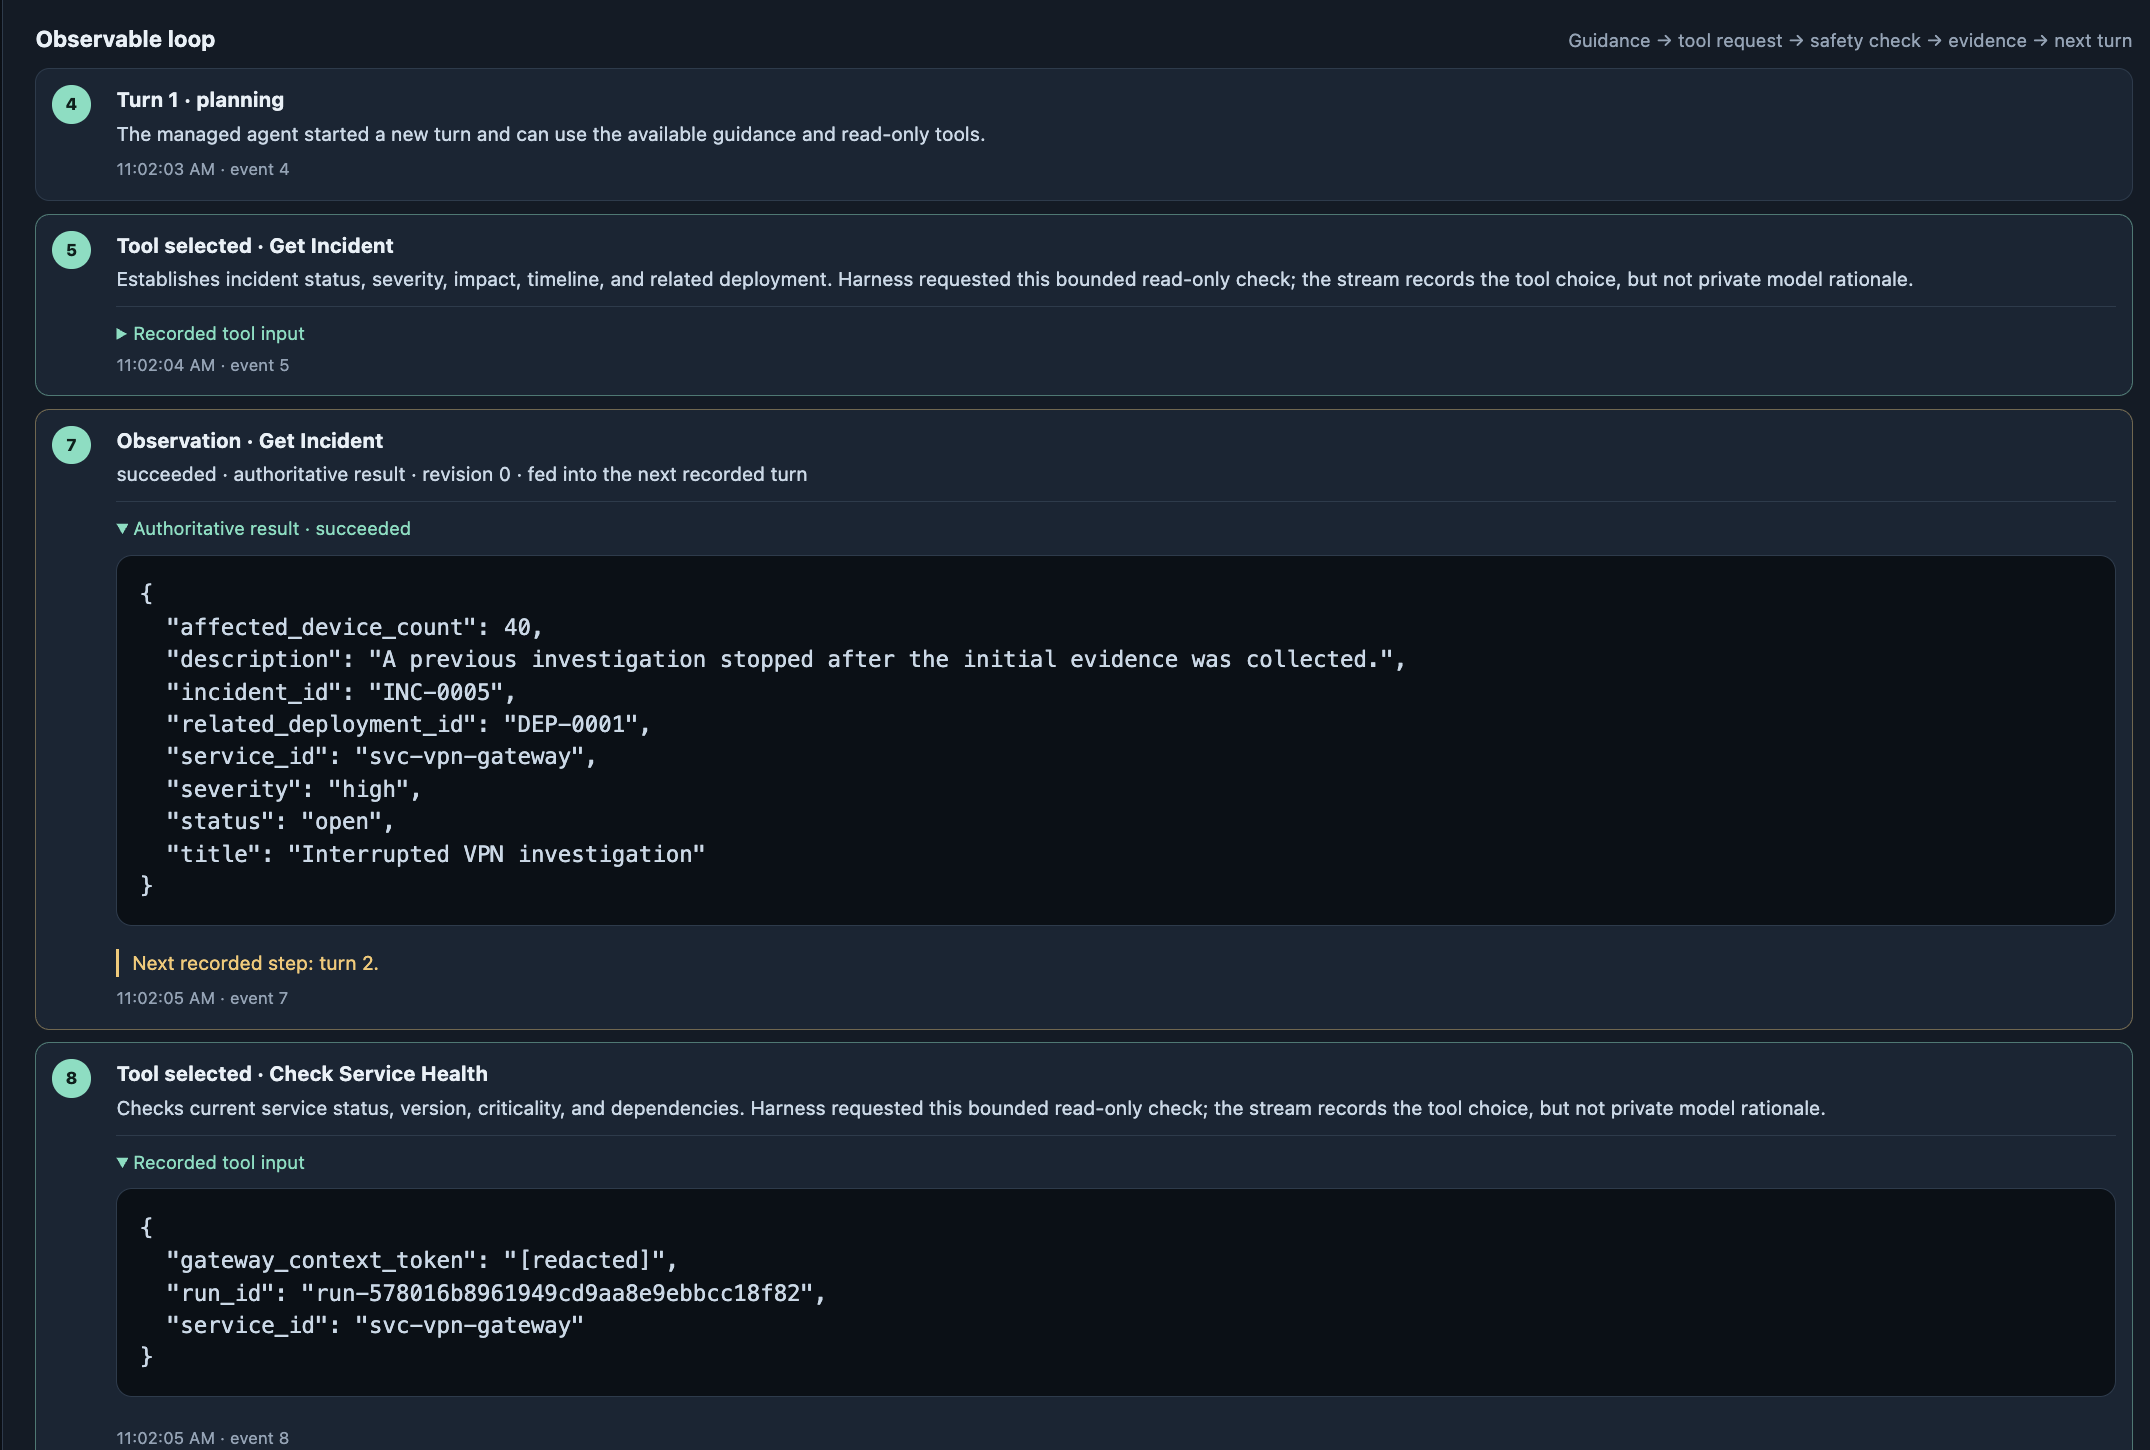 Observable loop
Guidance → tool request → safety check → evidence → next turn
4
Turn 1 · planning
The managed agent started a new turn and can use the available guidance and read-only tools.
11:02:03 AM · event 4
5
Tool selected · Get Incident
Establishes incident status, severity, impact, timeline, and related deployment. Harness requested this bounded read-only check; the stream records the tool choice, but not private model rationale.
▶ Recorded tool input
11:02:04 AM · event 5
7
Observation · Get Incident
succeeded · authoritative result · revision 0 · fed into the next recorded turn
▼ Authoritative result · succeeded
{
  "affected_device_count": 40,
  "description": "A previous investigation stopped after the initial evidence was collected.",
  "incident_id": "INC-0005",
  "related_deployment_id": "DEP-0001",
  "service_id": "svc-vpn-gateway",
  "severity": "high",
  "status": "open",
  "title": "Interrupted VPN investigation"
}
Next recorded step: turn 2.
11:02:05 AM · event 7
8
Tool selected · Check Service Health
Checks current service status, version, criticality, and dependencies. Harness requested this bounded read-only check; the stream records the tool choice, but not private model rationale.
▼ Recorded tool input
{
  "gateway_context_token": "[redacted]",
  "run_id": "run-578016b8961949cd9aa8e9ebbcc18f82",
  "service_id": "svc-vpn-gateway"
}
11:02:05 AM · event 8